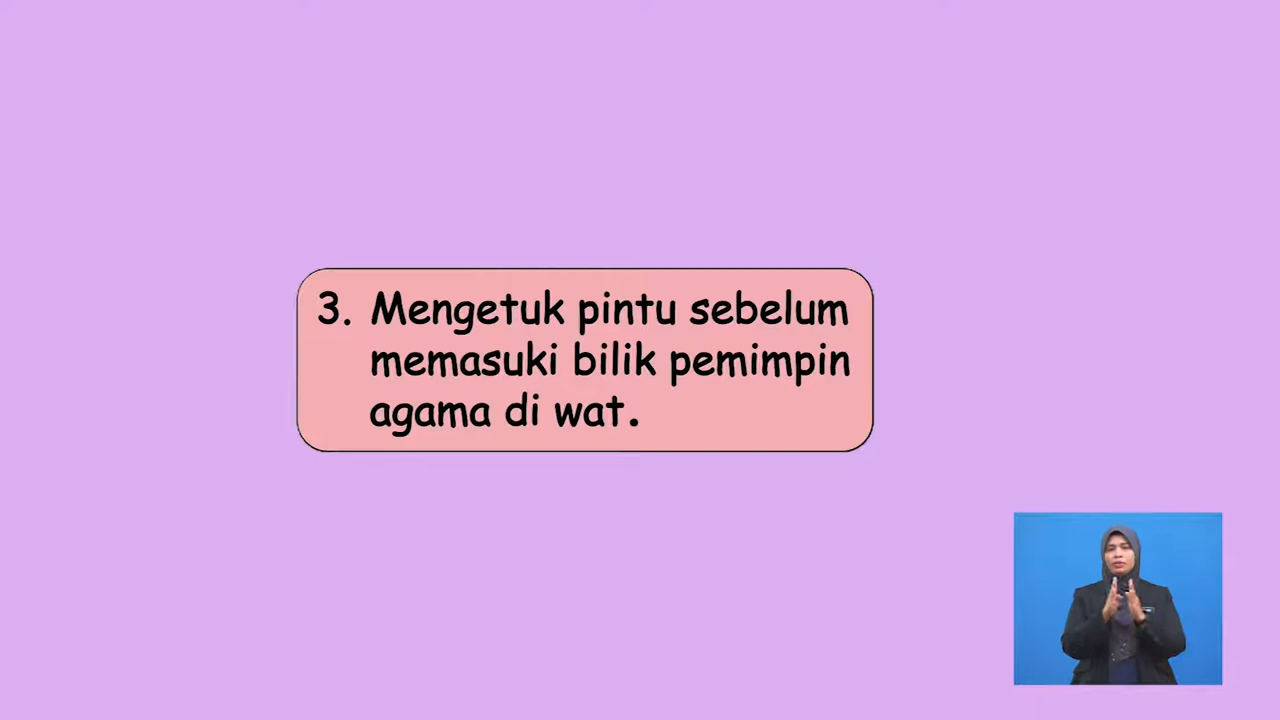 3. Mengetuk pintu sebelum
memasuki bilik pemimpin
agama di wat.